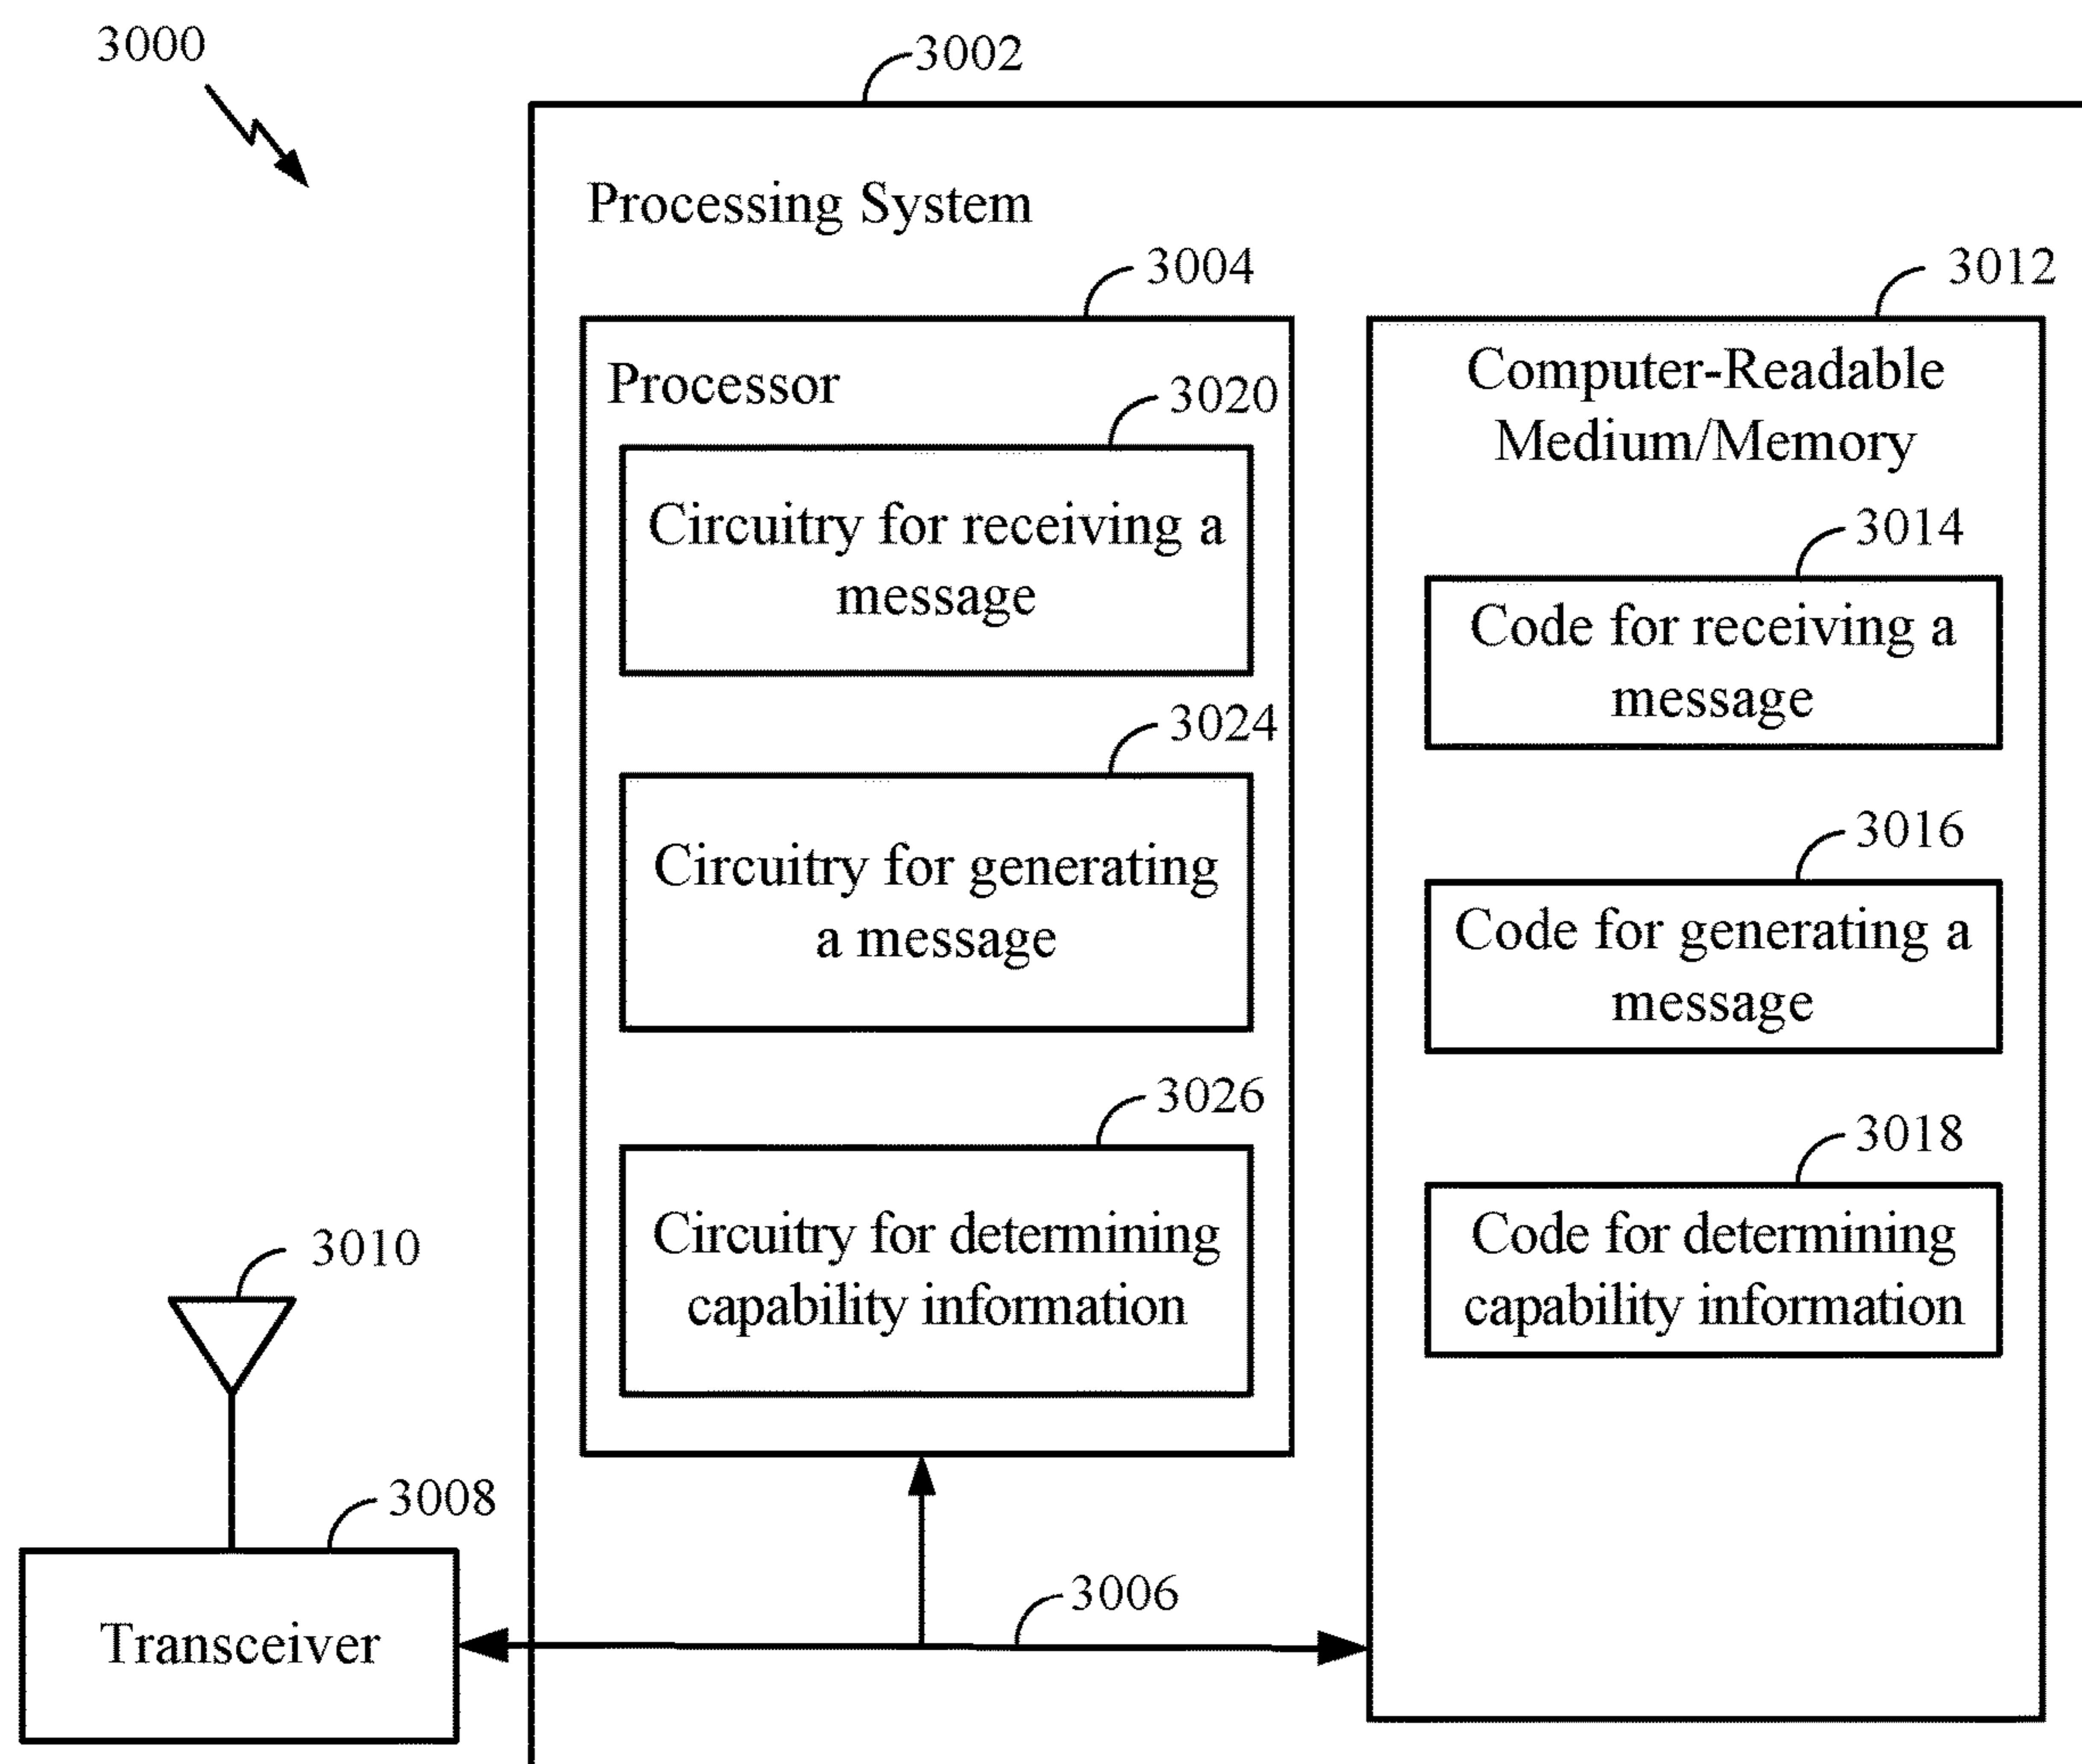 3000
3002
Processing System
3004
3012
Processor
3020
Circuitry for receiving a
message
3024
Circuitry for generating
a message
3026
Circuitry for determining
capability information
Computer-Readable
Medium/Memory
3014
Code for receiving a
message
3016
Code for generating a
message
3018
Code for determining
capability information
3010
3008
Transceiver
3006